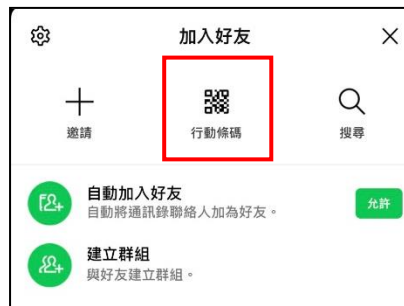 加入好友
邀請
行動條碼
搜尋
自動加入好友
自動將通訊錄聯絡人加為好友。
允許
建立群組
與好友建立群組。